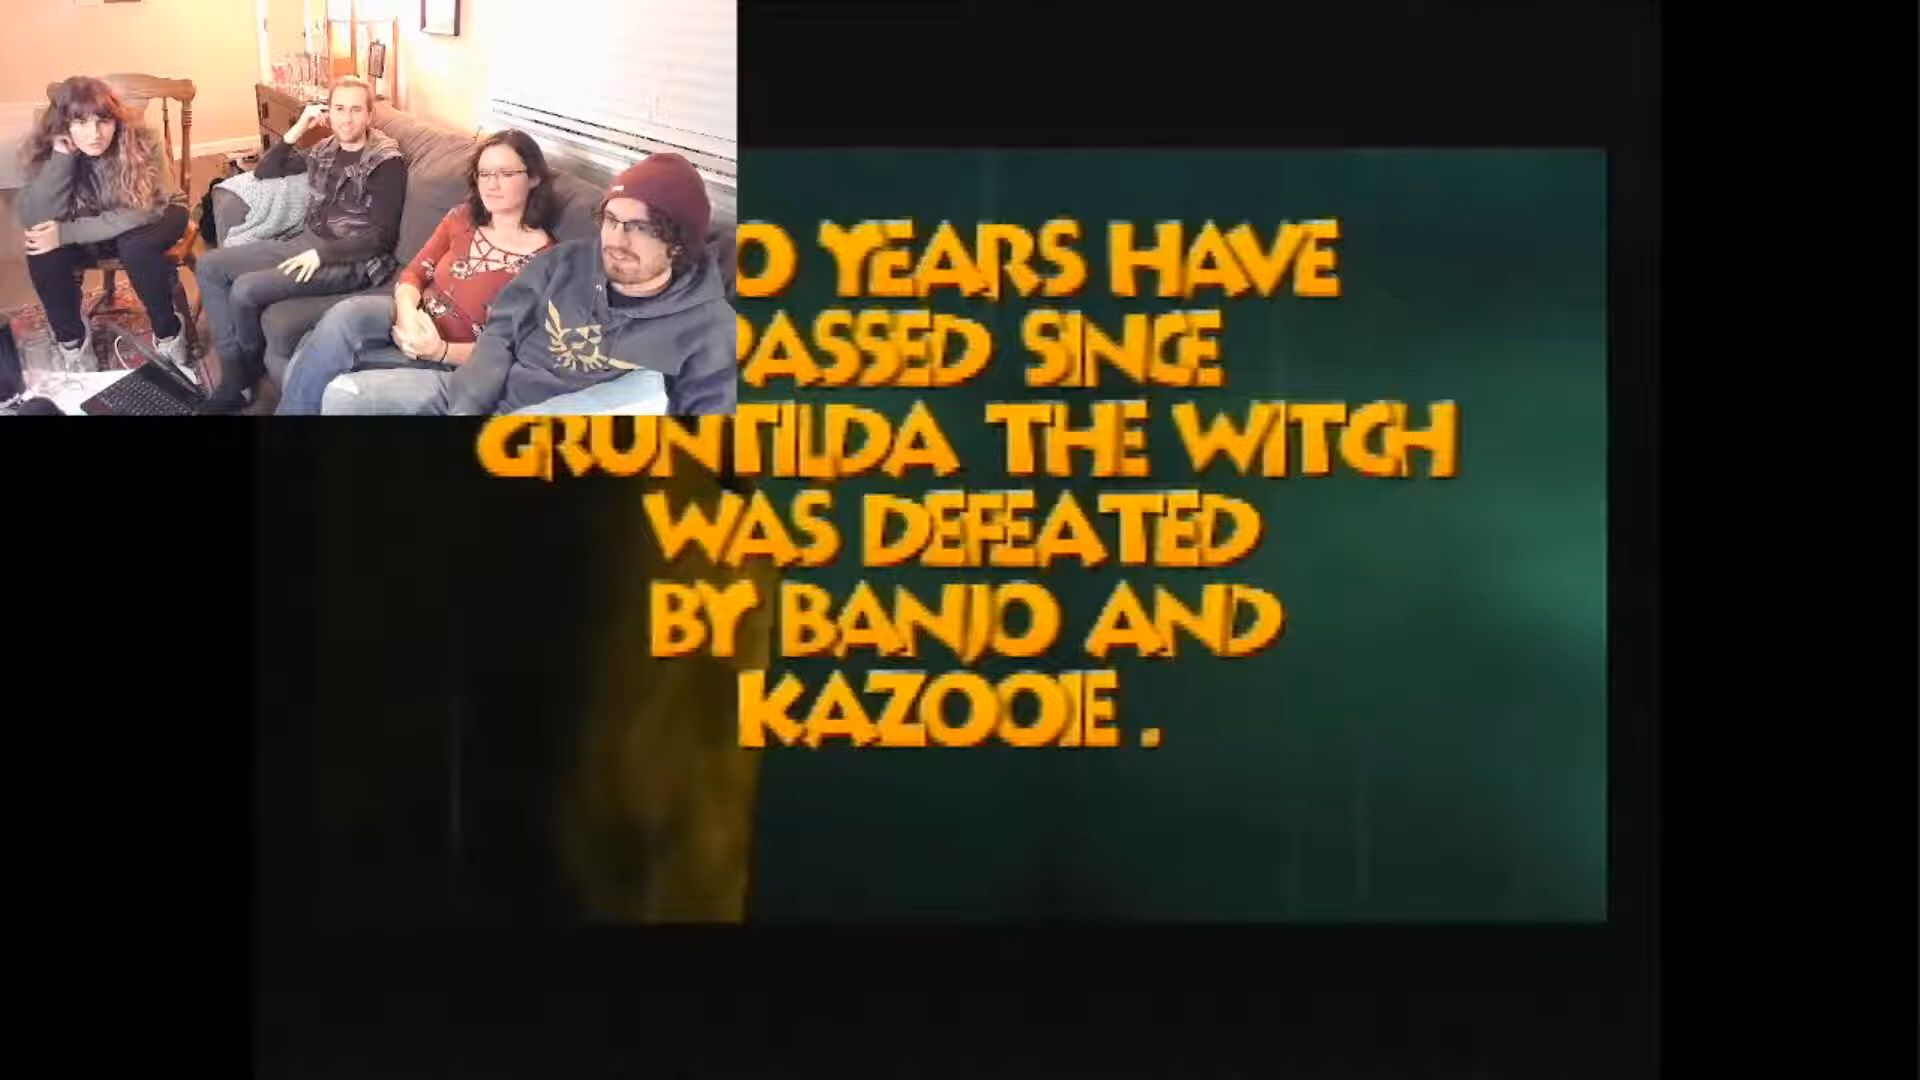 O YEARS HAVE
PASSED SINCE
GRUNTILDA THE WITCH
WAS DEFEATED
BY BANJO AND
KAZOOIE .